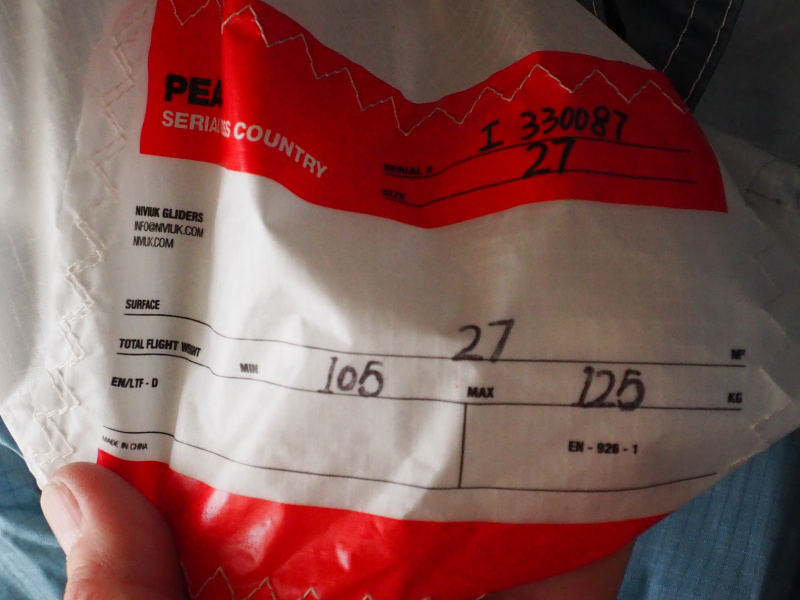 PEA
SERIAL CROSS COUNTRY
SERIAL # I 330087
SIZE 27
NIVIUK GLIDERS
INFO@NIVIUK.COM
NIVIUK.COM
SURFACE 27 M²
TOTAL FLIGHT WEIGHT MIN 105 MAX 125 KG
EN/LTF - D
EN - 926 - 1
MADE IN CHINA